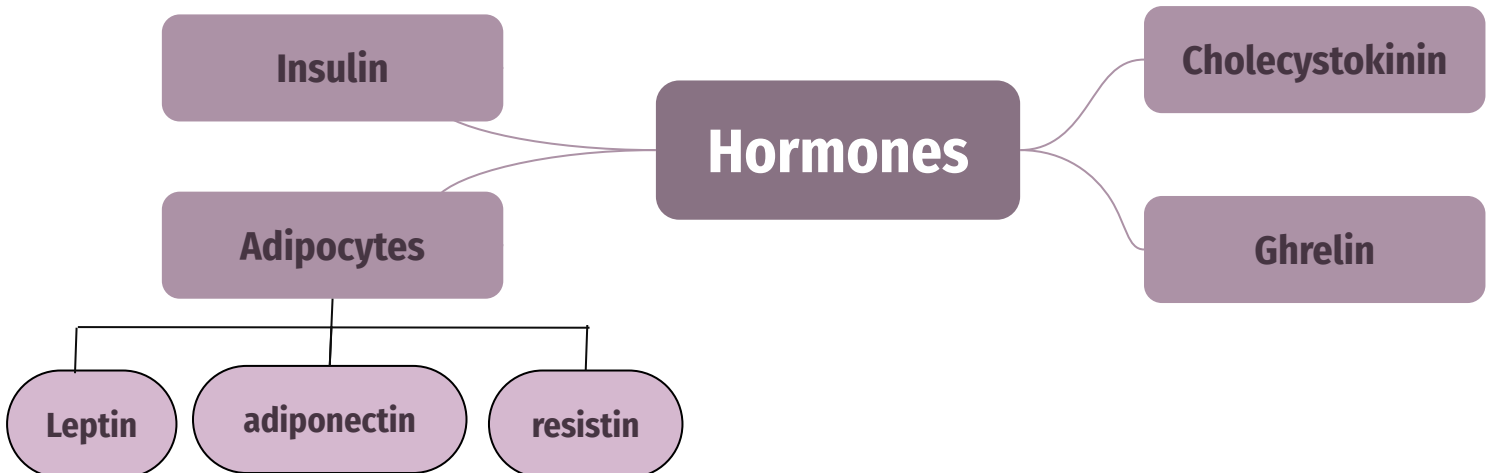 Insulin
Cholecystokinin
Hormones
Adipocytes
Ghrelin
Leptin
adiponectin
resistin